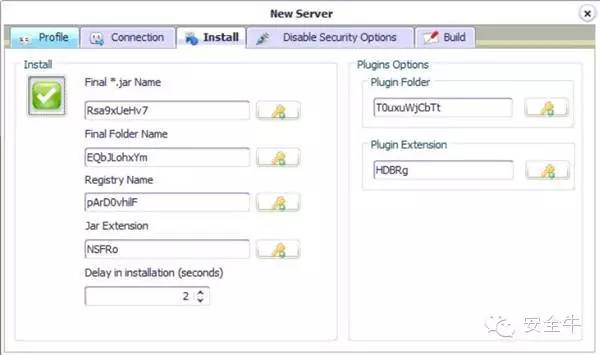 New Server
Profile
Connection
Install
Disable Security Options
Build
Install
Final *.jar Name
Rsa9xUeHv7
Final Folder Name
EQbJLohxYm
Registry Name
pArD0vhilF
Jar Extension
NSFRo
Delay in installation (seconds)
2
Plugins Options
Plugin Folder
T0uxuWjCbTt
Plugin Extension
HDBRg
安全牛